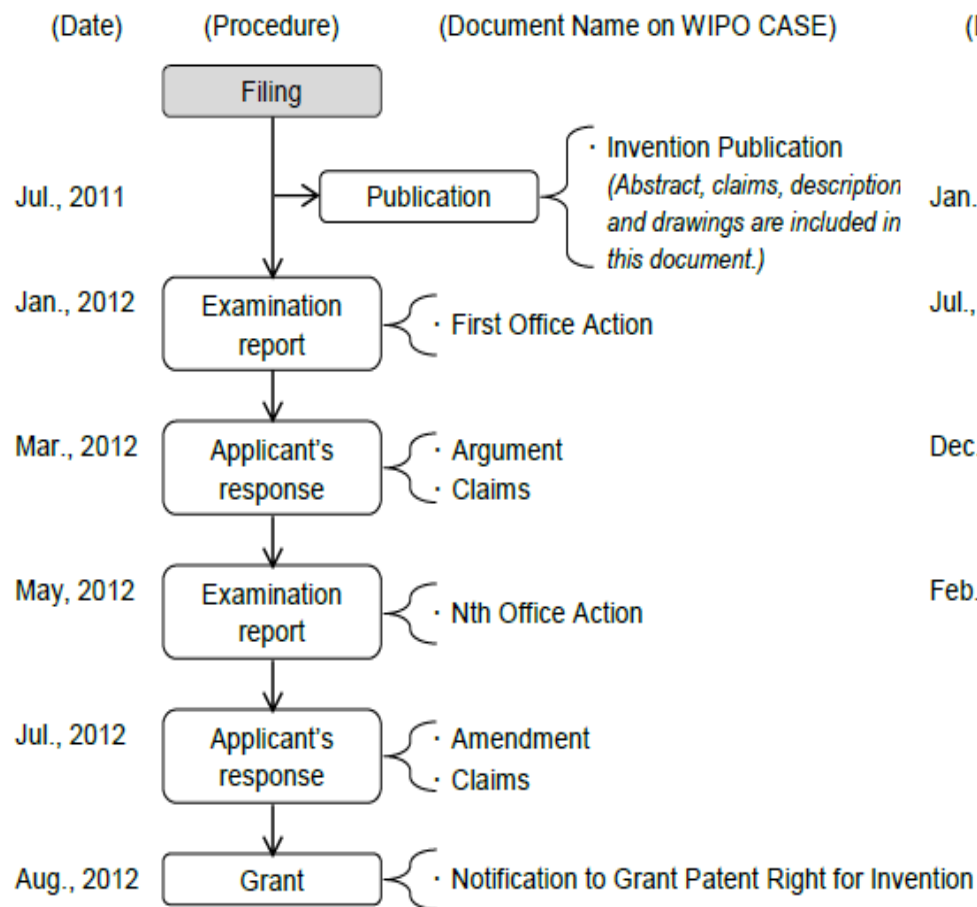 (Date) (Procedure) (Document Name on WIPO CASE)
Filing
· Invention Publication
(Abstract, claims, description
Jul., 2011 Publication Jan.
and drawings are included in
this document.)
Jan., 2012 Examination Jul.,
report
· First Office Action
Mar., 2012 Applicant's · Argument Dec.
response · Claims
May, 2012 Examination Feb.
report
· Nth Office Action
Jul., 2012 Applicant's · Amendment
response · Claims
Aug., 2012 Grant · Notification to Grant Patent Right for Invention